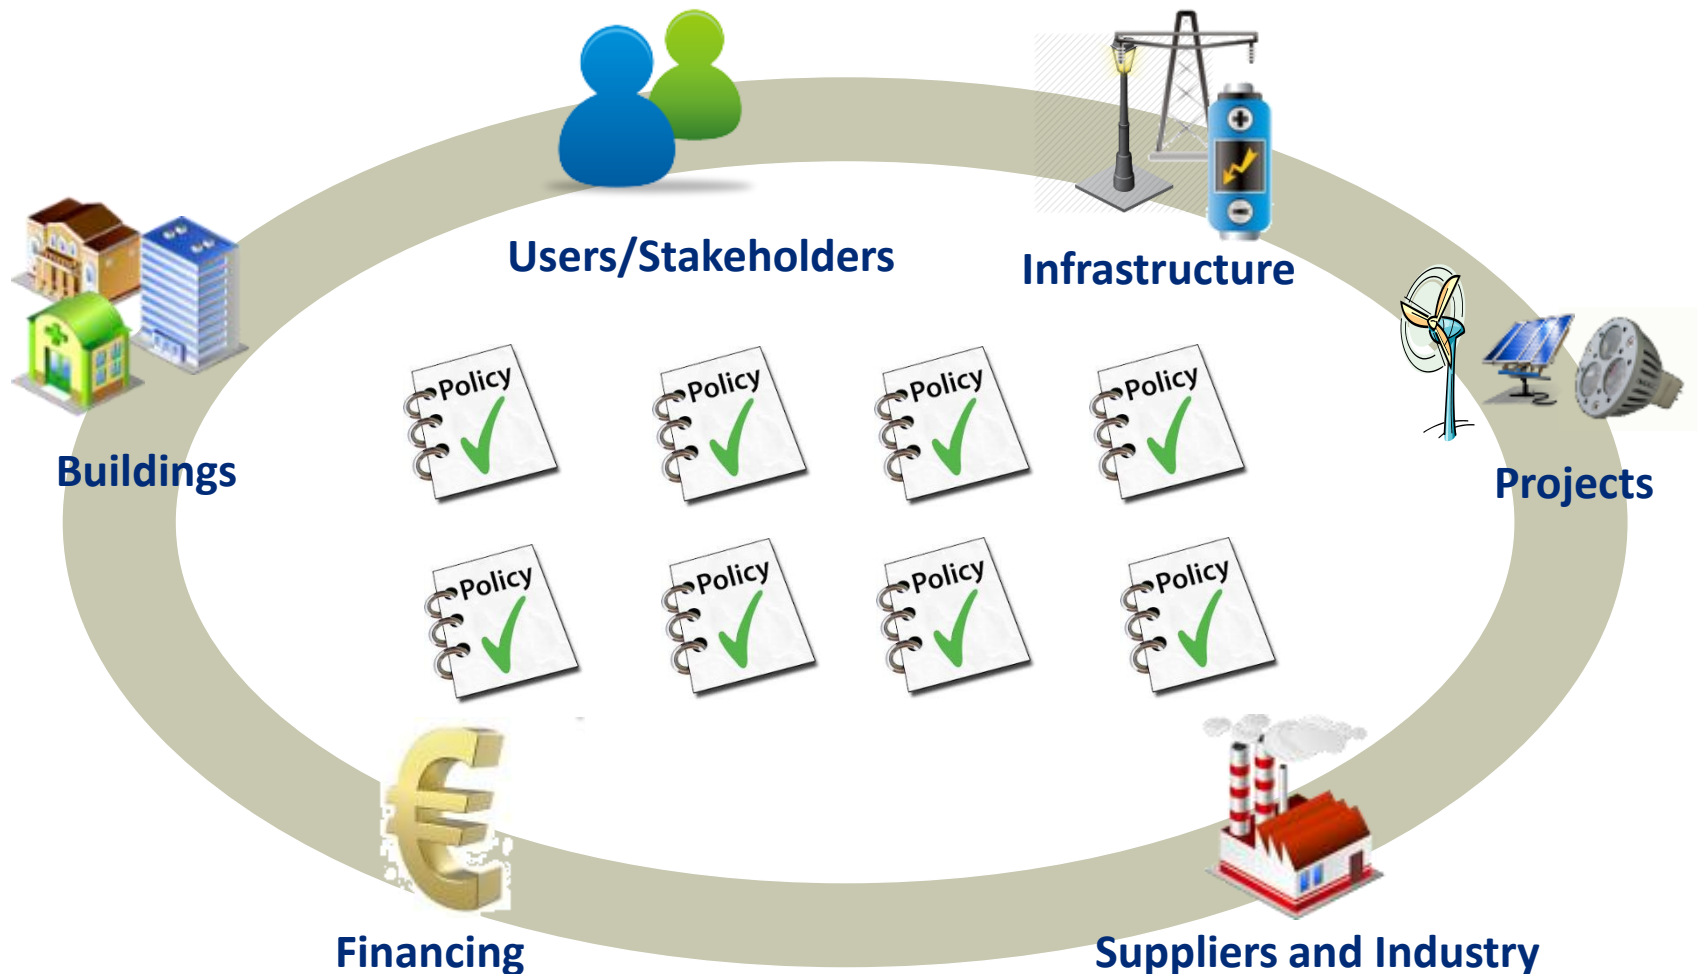 Users/Stakeholders
Infrastructure
Buildings
Projects
Policy
Policy
Policy
Policy
Policy
Policy
Policy
Policy
Financing
Suppliers and Industry